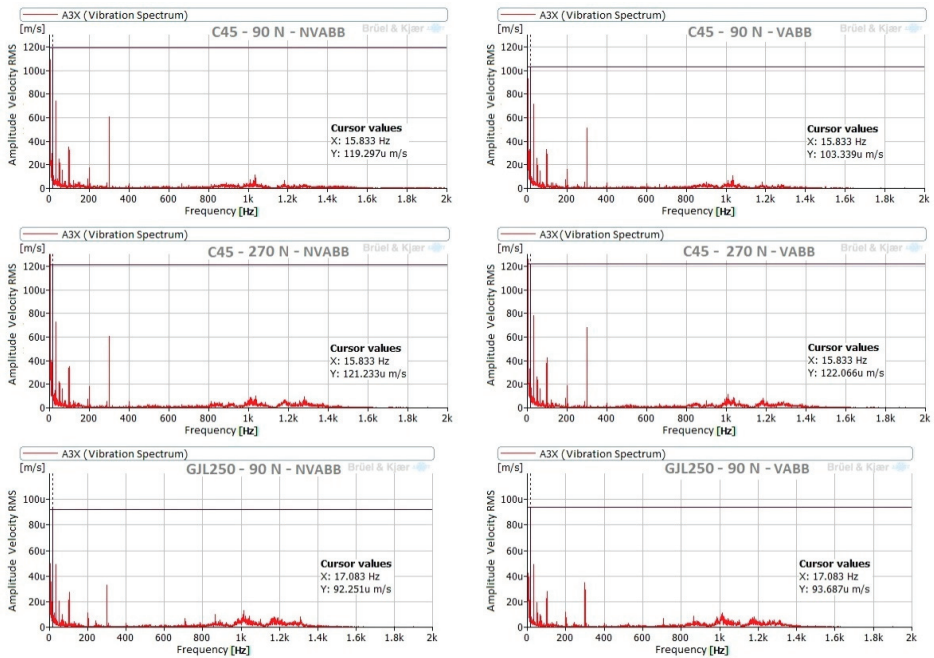 A3X (Vibration Spectrum)
[m/s]
C45 - 90 N - NVABB
Brüel & Kjær
Amplitude Velocity RMS
120u
100u
80u
60u
40u
20u
0
Cursor values
X: 15.833 Hz
Y: 119.297u m/s
0 200 400 600 800 1k 1.2k 1.4k 1.6k 1.8k 2k
Frequency [Hz]
A3X (Vibration Spectrum)
[m/s]
C45 - 90 N - VABB
Brüel & Kjær
Amplitude Velocity RMS
120u
100u
80u
60u
40u
20u
0
Cursor values
X: 15.833 Hz
Y: 103.339u m/s
0 200 400 600 800 1k 1.2k 1.4k 1.6k 1.8k 2k
Frequency [Hz]
A3X (Vibration Spectrum)
[m/s]
C45 - 270 N - NVABB
Brüel & Kjær
Amplitude Velocity RMS
120u
100u
80u
60u
40u
20u
0
Cursor values
X: 15.833 Hz
Y: 121.233u m/s
0 200 400 600 800 1k 1.2k 1.4k 1.6k 1.8k 2k
Frequency [Hz]
A3X (Vibration Spectrum)
[m/s]
C45 - 270 N - VABB
Brüel & Kjær
Amplitude Velocity RMS
120u
100u
80u
60u
40u
20u
0
Cursor values
X: 15.833 Hz
Y: 122.066u m/s
0 200 400 600 800 1k 1.2k 1.4k 1.6k 1.8k 2k
Frequency [Hz]
A3X (Vibration Spectrum)
[m/s]
GJL250 - 90 N - NVABB
Brüel & Kjær
Amplitude Velocity RMS
100u
80u
60u
40u
20u
0
Cursor values
X: 17.083 Hz
Y: 92.251u m/s
0 200 400 600 800 1k 1.2k 1.4k 1.6k 1.8k 2k
Frequency [Hz]
A3X (Vibration Spectrum)
[m/s]
GJL250 - 90 N - VABB
Brüel & Kjær
Amplitude Velocity RMS
100u
80u
60u
40u
20u
0
Cursor values
X: 17.083 Hz
Y: 93.687u m/s
0 200 400 600 800 1k 1.2k 1.4k 1.6k 1.8k 2k
Frequency [Hz]